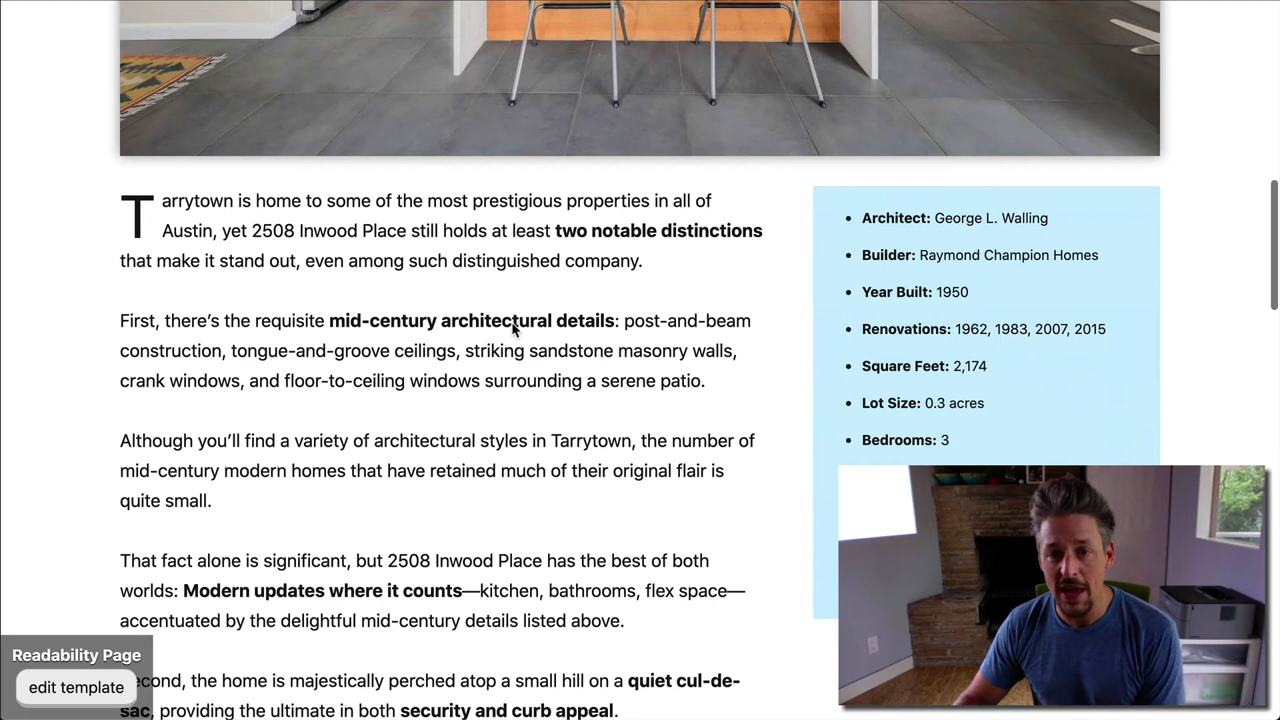 Tarrytown is home to some of the most prestigious properties in all of
Austin, yet 2508 Inwood Place still holds at least two notable distinctions
that make it stand out, even among such distinguished company.
First, there’s the requisite mid-century architectural details: post-and-beam
construction, tongue-and-groove ceilings, striking sandstone masonry walls,
crank windows, and floor-to-ceiling windows surrounding a serene patio.
Although you’ll find a variety of architectural styles in Tarrytown, the number of
mid-century modern homes that have retained much of their original flair is
quite small.
That fact alone is significant, but 2508 Inwood Place has the best of both
worlds: Modern updates where it counts—kitchen, bathrooms, flex space—
accentuated by the delightful mid-century details listed above.
Second, the home is majestically perched atop a small hill on a quiet cul-de-
sac, providing the ultimate in both security and curb appeal.
• Architect: George L. Walling
• Builder: Raymond Champion Homes
• Year Built: 1950
• Renovations: 1962, 1983, 2007, 2015
• Square Feet: 2,174
• Lot Size: 0.3 acres
• Bedrooms: 3
Readability Page
edit template